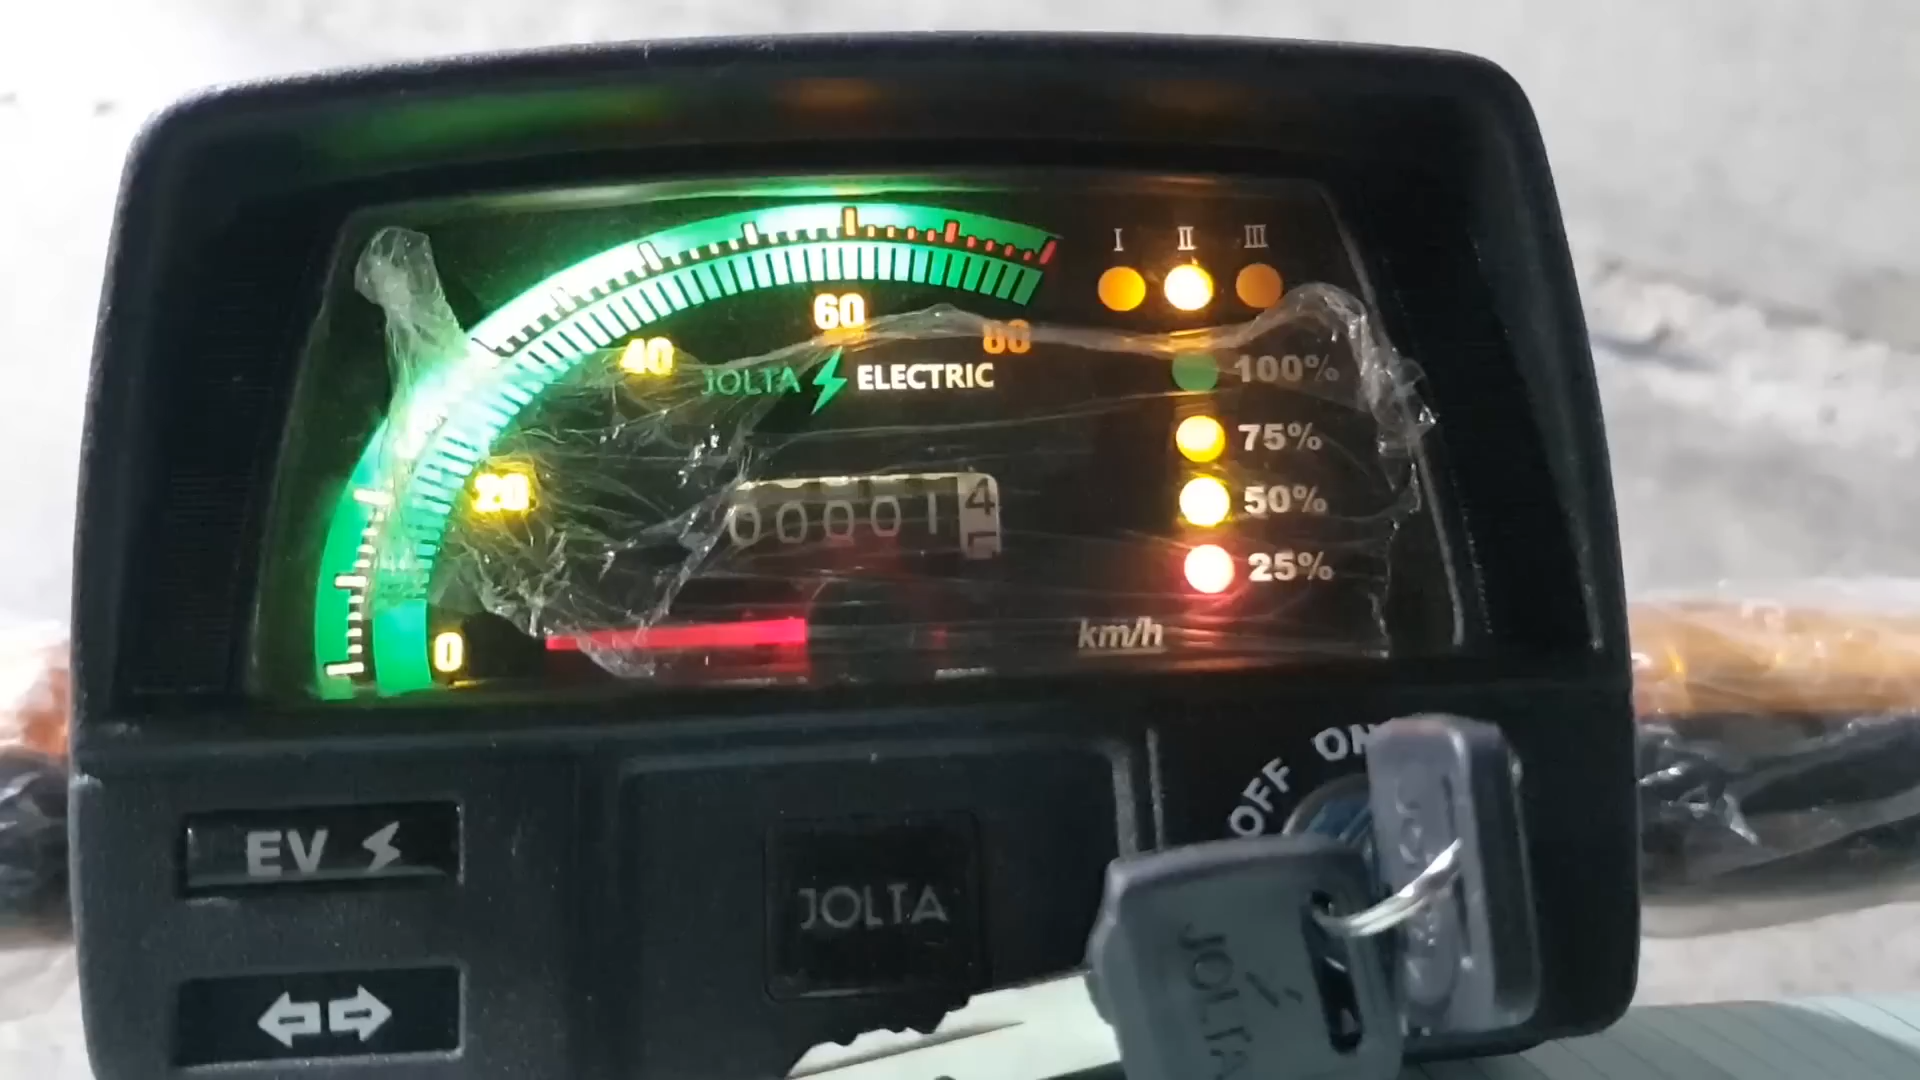 I II III
60
80
40
JOLTA ELECTRIC
100%
75%
20
000014
50%
25%
0
km/h
OFF ON
EV
JOLTA
JOLTA